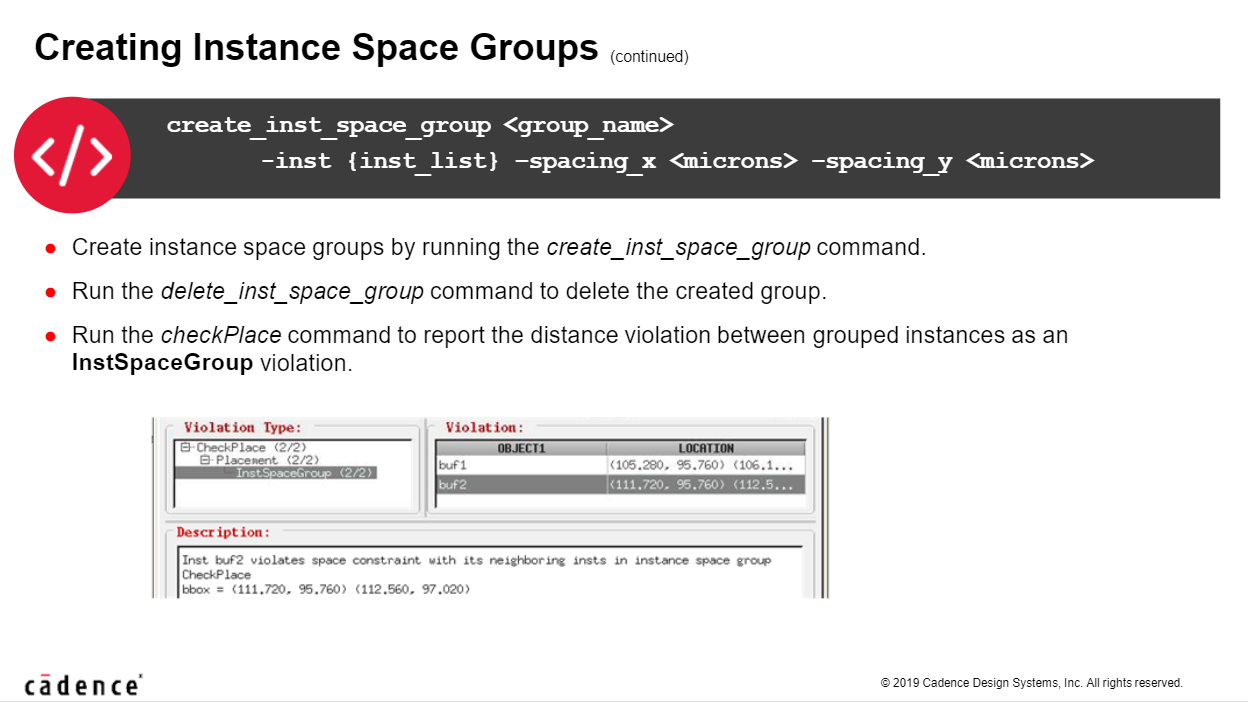 Creating Instance Space Groups (continued)
</>
create_inst_space_group <group_name>
-inst {inst_list} –spacing_x <microns> –spacing_y <microns>
● Create instance space groups by running the create_inst_space_group command.
● Run the delete_inst_space_group command to delete the created group.
● Run the checkPlace command to report the distance violation between grouped instances as an
InstSpaceGroup violation.
Violation Type:
CheckPlace (2/2)
Placement (2/2)
InstSpaceGroup (2/2)
Violation:
OBJECT1 LOCATION
buf1 (105.280, 95.760) (106.1...
buf2 (111.720, 95.760) (112.5...
Description:
Inst buf2 violates space constraint with its neighboring insts in instance space group
CheckPlace
bbox = (111.720, 95.760) (112.560, 97.020)
cādence
© 2019 Cadence Design Systems, Inc. All rights reserved.